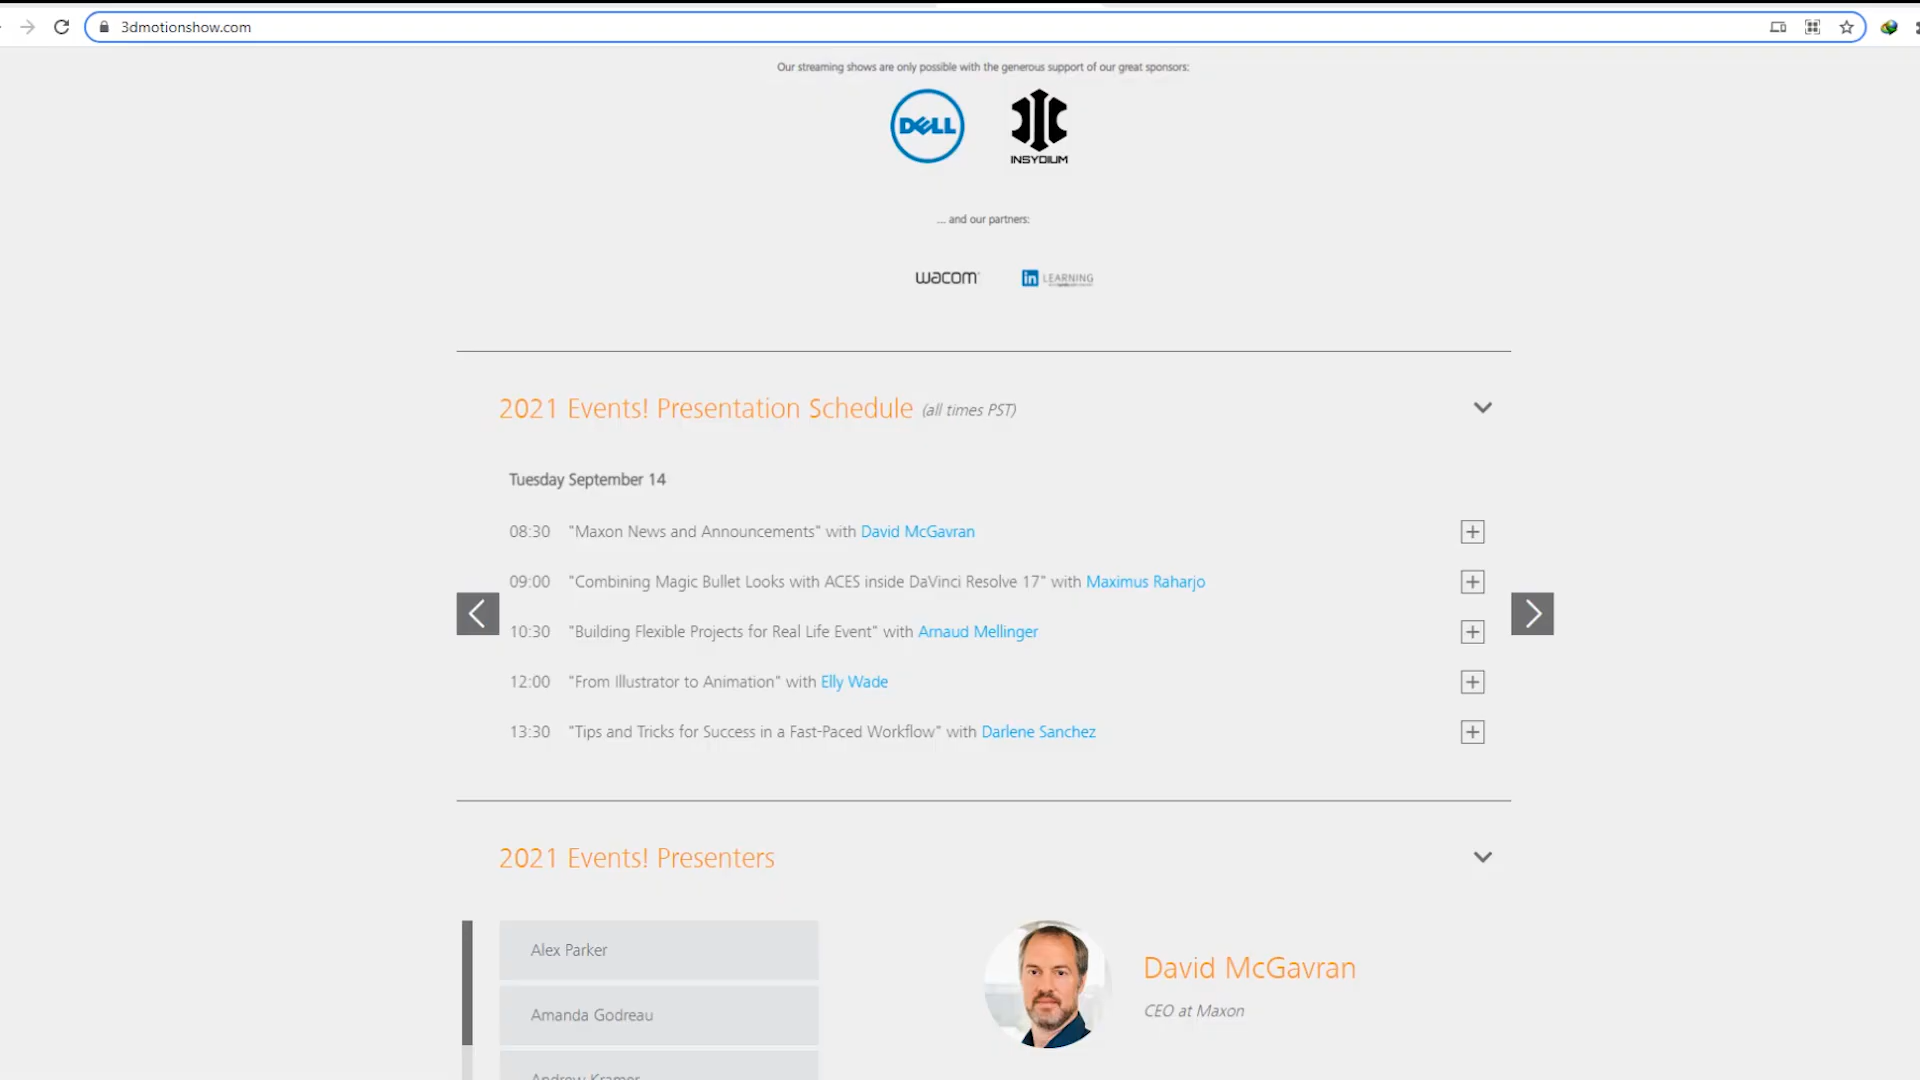 3dmotionshow.com
Our streaming shows are only possible with the generous support of our great sponsors:
DELL
INSYDIUM
... and our partners:
wacom
in LEARNING
2021 Events! Presentation Schedule (all times PST)
Tuesday September 14
08:30 "Maxon News and Announcements" with David McGavran
09:00 "Combining Magic Bullet Looks with ACES inside DaVinci Resolve 17" with Maximus Raharjo
10:30 "Building Flexible Projects for Real Life Event" with Arnaud Mellinger
12:00 "From Illustrator to Animation" with Elly Wade
13:30 "Tips and Tricks for Success in a Fast-Paced Workflow" with Darlene Sanchez
2021 Events! Presenters
Alex Parker
Amanda Godreau
Andrew Kramer
David McGavran
CEO at Maxon